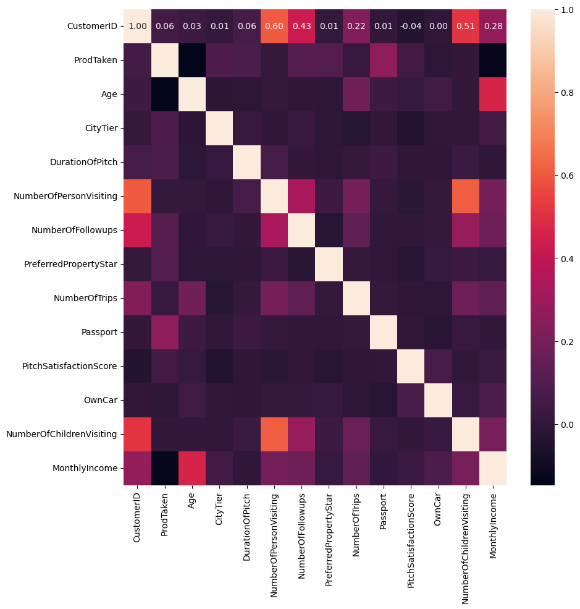 CustomerID
1.00 0.06 0.03 0.01 0.06 0.60 0.43 0.01 0.22 0.01 -0.04 0.00 0.51 0.28
ProdTaken
Age
CityTier
DurationOfPitch
NumberOfPersonVisiting
NumberOfFollowups
PreferredPropertyStar
NumberOfTrips
Passport
PitchSatisfactionScore
OwnCar
NumberOfChildrenVisiting
MonthlyIncome
CustomerID
ProdTaken
Age
CityTier
DurationOfPitch
NumberOfPersonVisiting
NumberOfFollowups
PreferredPropertyStar
NumberOfTrips
Passport
PitchSatisfactionScore
OwnCar
NumberOfChildrenVisiting
MonthlyIncome
1.0
0.8
0.6
0.4
0.2
0.0